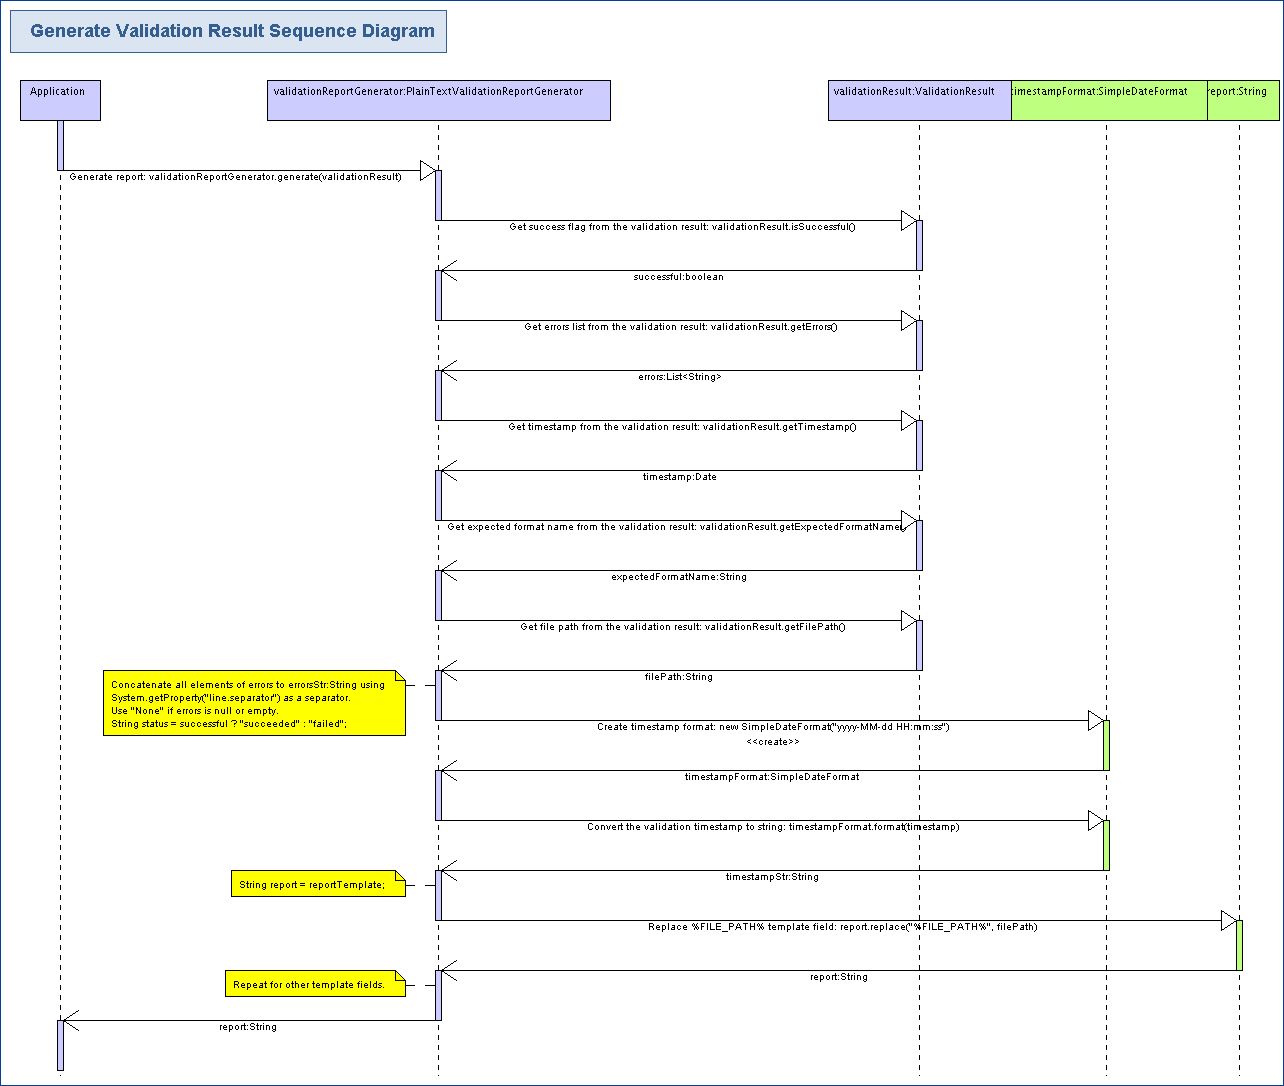 Generate Validation Result Sequence Diagram
Application
validationReportGenerator:PlainTextValidationReportGenerator
validationResult:ValidationResult
timestampFormat:SimpleDateFormat
report:String
Generate report: validationReportGenerator.generate(validationResult)
Get success flag from the validation result: validationResult.isSuccessful()
successful:boolean
Get errors list from the validation result: validationResult.getErrors()
errors:List<String>
Get timestamp from the validation result: validationResult.getTimestamp()
timestamp:Date
Get expected format name from the validation result: validationResult.getExpectedFormatName()
expectedFormatName:String
Get file path from the validation result: validationResult.getFilePath()
filePath:String
Concatenate all elements of errors to errorsStr:String using
System.getProperty("line.separator") as a separator.
Use "None" if errors is null or empty.
String status = successful ? "succeeded" : "failed";
Create timestamp format: new SimpleDateFormat("yyyy-MM-dd HH:mm:ss")
<<create>>
timestampFormat:SimpleDateFormat
Convert the validation timestamp to string: timestampFormat.format(timestamp)
timestampStr:String
String report = reportTemplate;
Replace %FILE_PATH% template field: report.replace("%FILE_PATH%", filePath)
report:String
Repeat for other template fields.
report:String